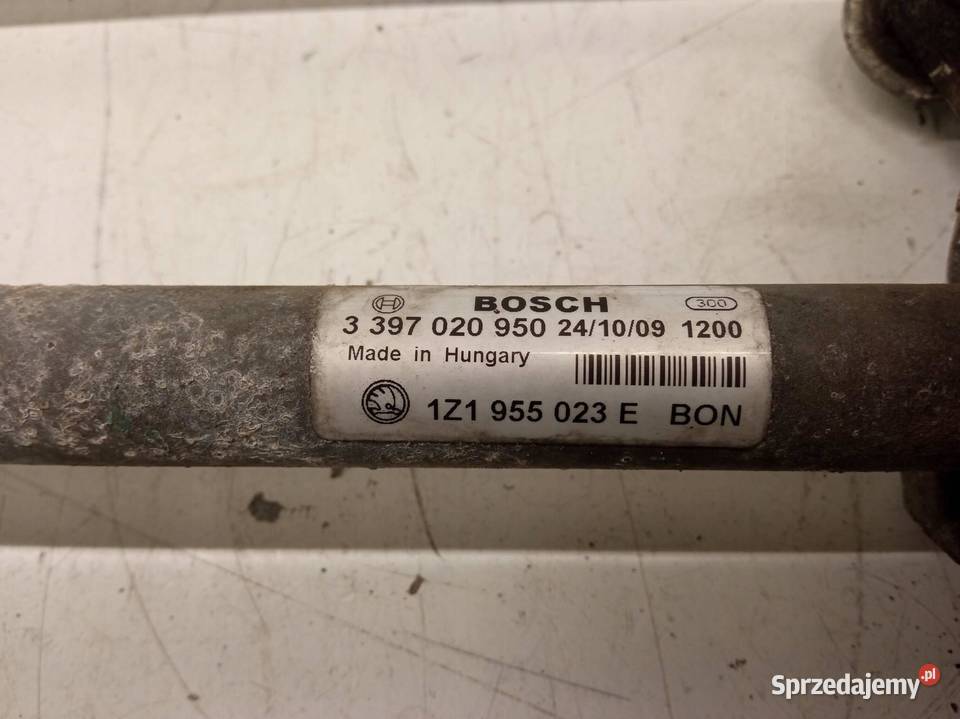 BOSCH 300
3 397 020 950 24/10/09 1200
Made in Hungary
1Z1 955 023 E BON
Sprzedajemy.pl